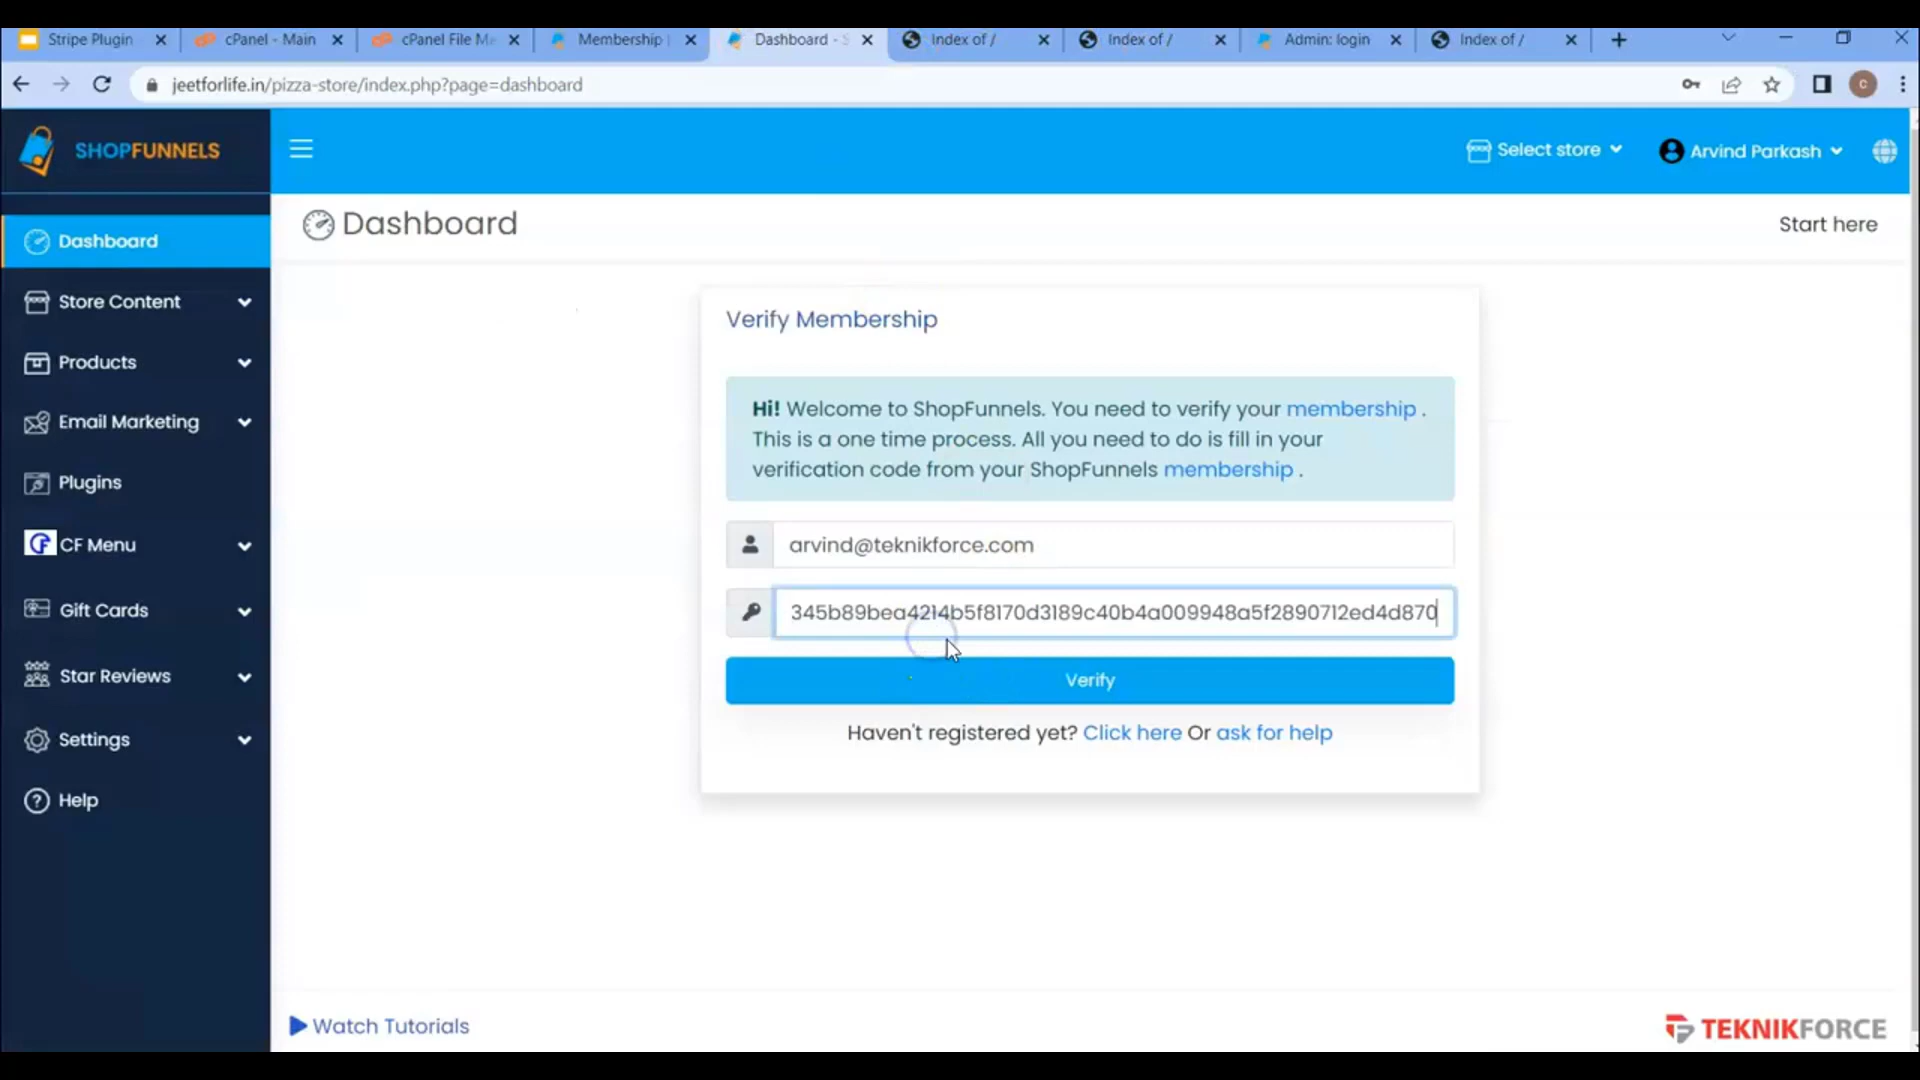 Stripe Plugin
cPanel - Main
cPanel File Me
Membership
Dashboard - S
Index of /
Index of /
Admin: login
Index of /
jeetforlife.in/pizza-store/index.php?page=dashboard
C
SHOPFUNNELS
Select store
Arvind Parkash
Dashboard
Start here
Dashboard
Store Content
Products
Email Marketing
Plugins
CF Menu
Gift Cards
Star Reviews
Settings
Help
Verify Membership
Hi! Welcome to ShopFunnels. You need to verify your membership .
This is a one time process. All you need to do is fill in your
verification code from your ShopFunnels membership .
arvind@teknikforce.com
345b89bea4214b5f8170d3189c40b4a009948a5f2890712ed4d870
Verify
Haven't registered yet? Click here Or ask for help
Watch Tutorials
TEKNIKFORCE